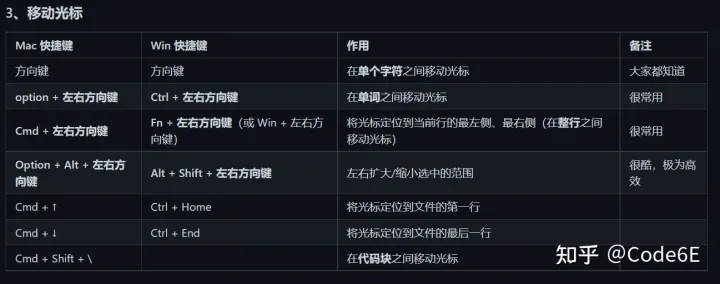 3、移动光标
Mac 快捷键 Win 快捷键 作用 备注
方向键 方向键 在单个字符之间移动光标 大家都知道
option + 左右方向键 Ctrl + 左右方向键 在单词之间移动光标 很常用
Cmd + 左右方向键 Fn + 左右方向键（或 Win + 左右方向键） 将光标定位到当前行的最左侧、最右侧（在整行之间移动光标） 很常用
Option + Alt + 左右方向键 Alt + Shift + 左右方向键 左右扩大/缩小选中的范围 很酷，极为高效
Cmd + ↑ Ctrl + Home 将光标定位到文件的第一行
Cmd + ↓ Ctrl + End 将光标定位到文件的最后一行
Cmd + Shift + \ 在代码块之间移动光标
知乎 @Code6E